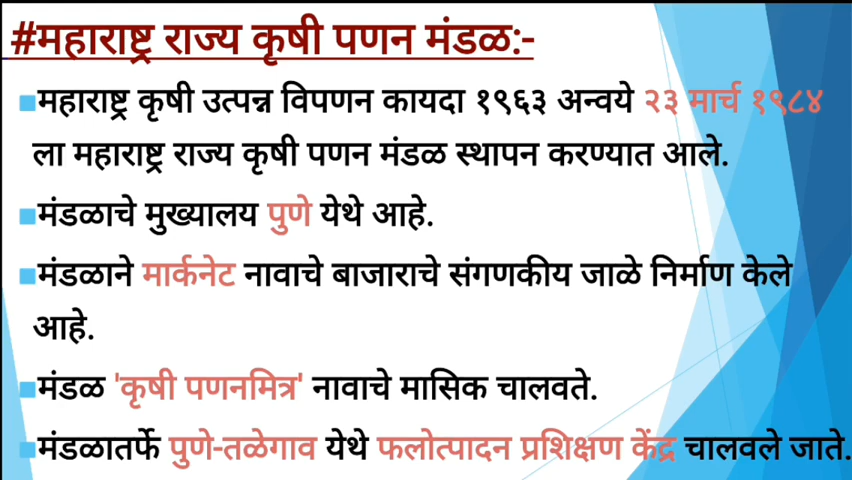 #महाराष्ट्र राज्य कृषी पणन मंडळ:-
महाराष्ट्र कृषी उत्पन्न विपणन कायदा १९६३ अन्वये २३ मार्च १९८४
ला महाराष्ट्र राज्य कृषी पणन मंडळ स्थापन करण्यात आले.
मंडळाचे मुख्यालय पुणे येथे आहे.
मंडळाने मार्कनेट नावाचे बाजाराचे संगणकीय जाळे निर्माण केले
आहे.
मंडळ 'कृषी पणनमित्र' नावाचे मासिक चालवते.
मंडळातर्फे पुणे-तळेगाव येथे फलोत्पादन प्रशिक्षण केंद्र चालवले जाते.